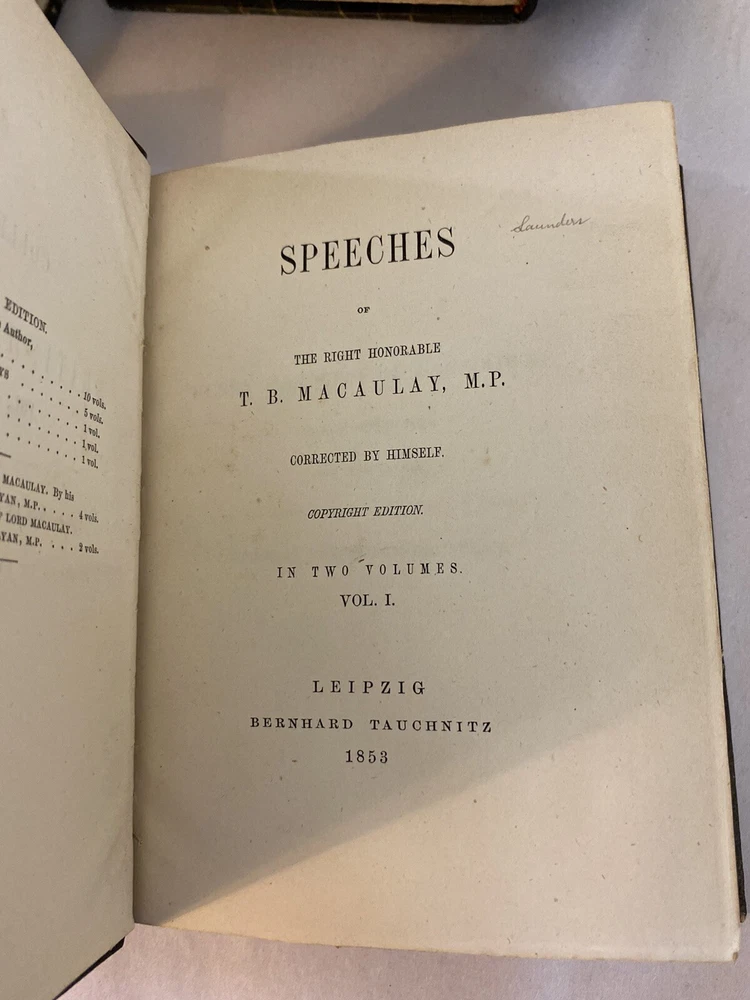 EDITION.
Author,
. . . . . . . . 10 vols.
YS . . . . . . . 5 vols.
. . . . . . . . 1 vol.
. . . . . . . . 1 vol.
. . . . . . . . 1 vol.
MACAULAY. By his
YAN, M.P. . . . . 4 vols.
LORD MACAULAY.
YAN, M.P. . . . 2 vols.
Saunders
SPEECHES
OF
THE RIGHT HONORABLE
T. B. MACAULAY, M.P.
CORRECTED BY HIMSELF.
COPYRIGHT EDITION.
IN TWO VOLUMES.
VOL. I.
LEIPZIG
BERNHARD TAUCHNITZ
1853